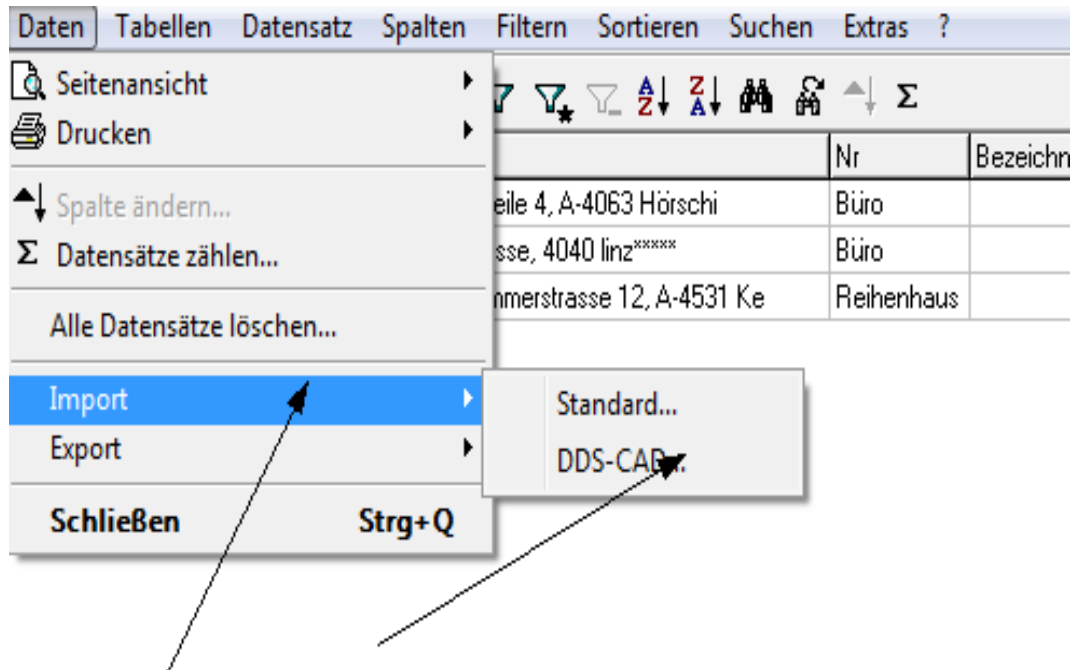 Daten Tabellen Datensatz Spalten Filtern Sortieren Suchen Extras ?
Seitenansicht
Drucken
Spalte ändern...
Σ Datensätze zählen...
Alle Datensätze löschen...
Import
Export
Schließen Strg+Q
Standard...
DDS-CAD...
Σ
Nr Bezeichn
eile 4, A-4063 Hörschi Büro
sse, 4040 linz***** Büro
mmerstrasse 12, A-4531 Ke Reihenhaus